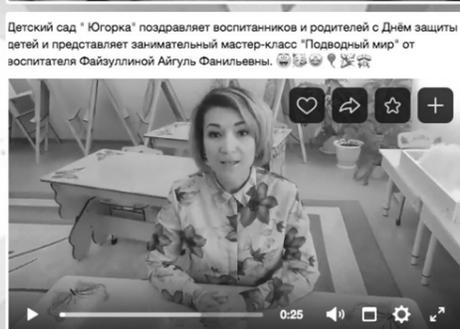 Детский сад " Югорка" поздравляет воспитанников и родителей с Днём защиты
детей и представляет занимательный мастер-класс "Подводный мир" от
воспитателя Файзуллиной Айгуль Фанильевны.
0:25